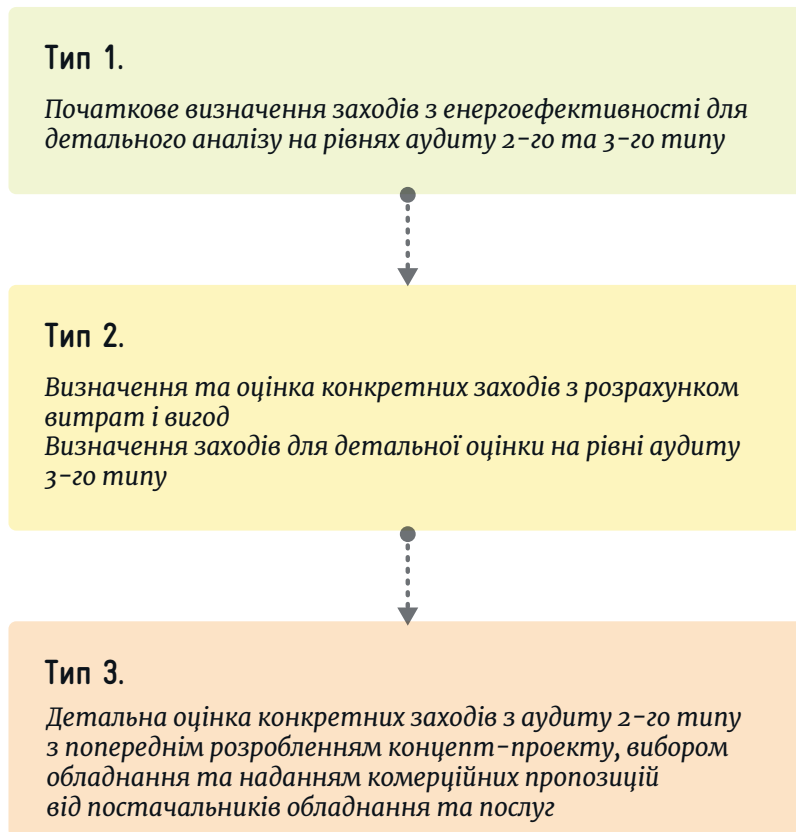 Тип 1.
Початкове визначення заходів з енергоефективності для
детального аналізу на рівнях аудиту 2-го та 3-го типу
Тип 2.
Визначення та оцінка конкретних заходів з розрахунком
витрат і вигод
Визначення заходів для детальної оцінки на рівні аудиту
3-го типу
Тип 3.
Детальна оцінка конкретних заходів з аудиту 2-го типу
з попереднім розробленням концепт-проекту, вибором
обладнання та наданням комерційних пропозицій
від постачальників обладнання та послуг